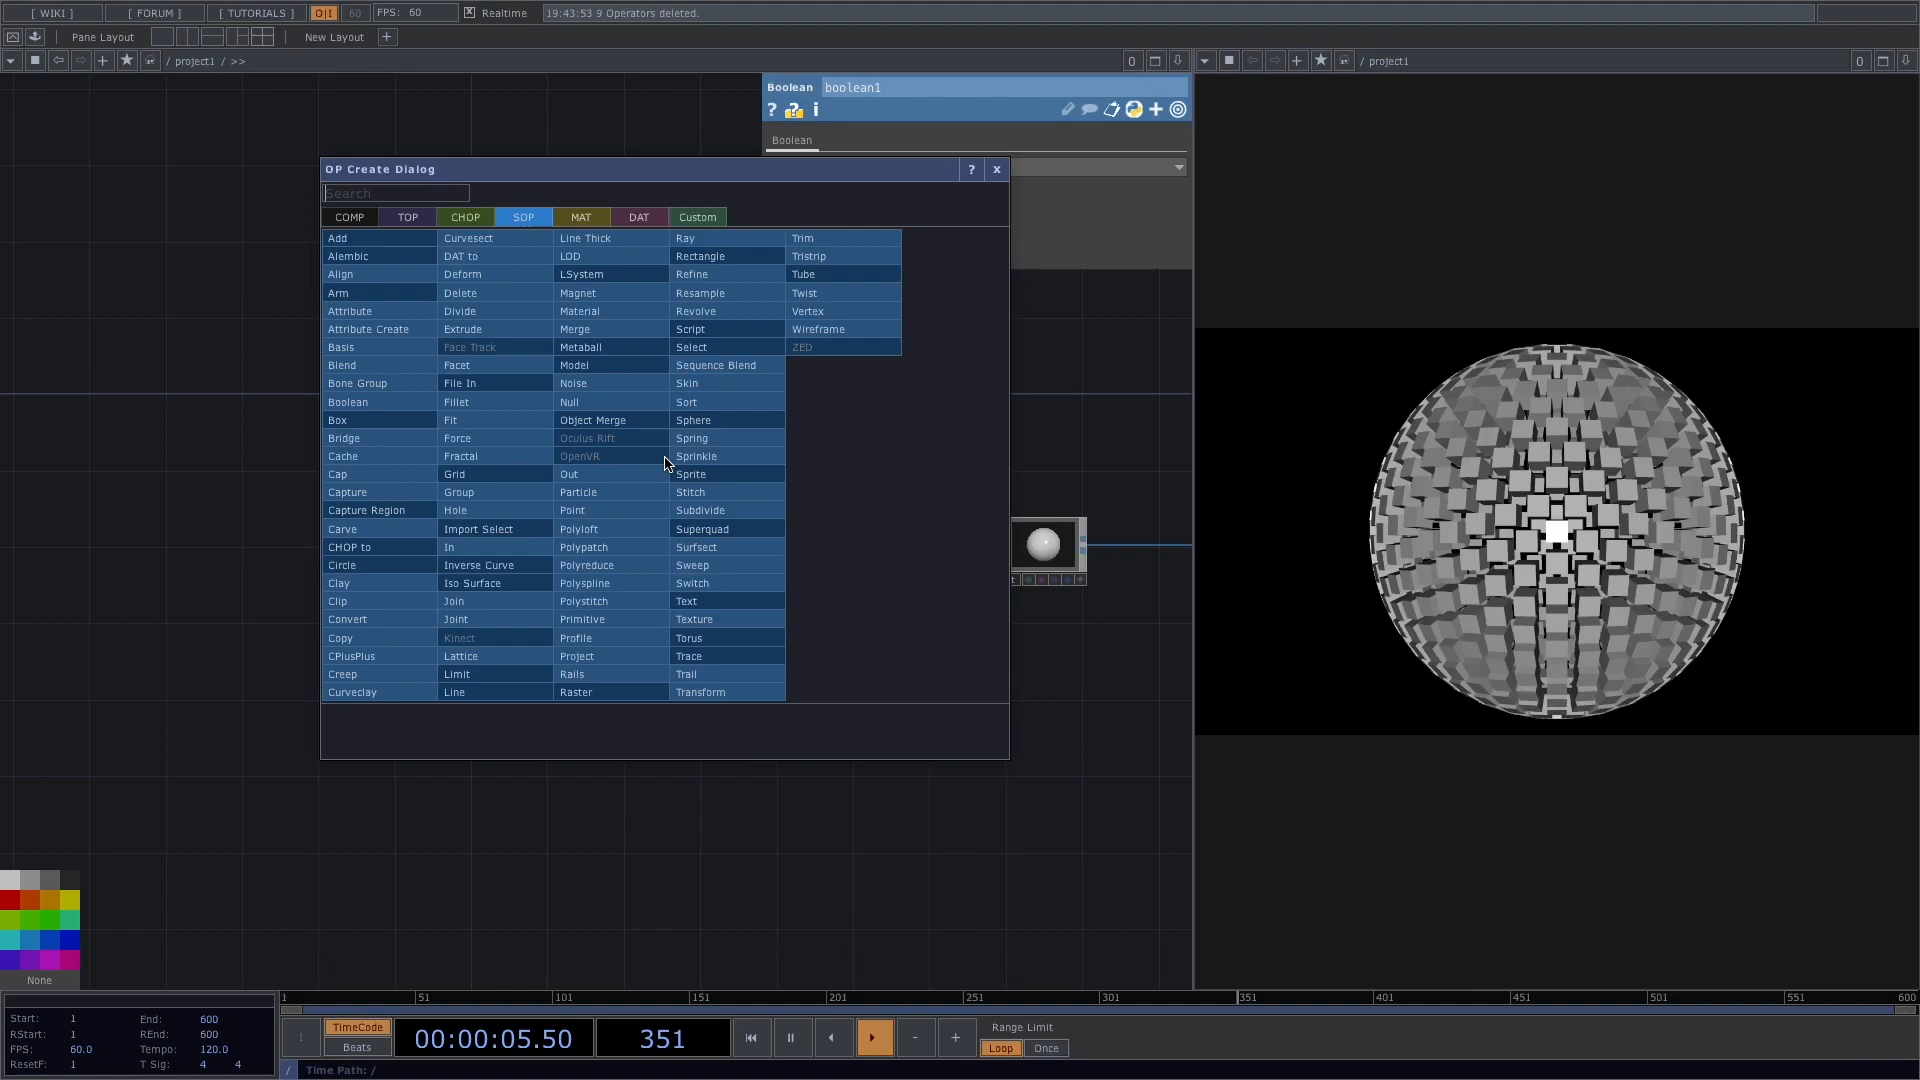 [ WIKI ] [ FORUM ] [ TUTORIALS ] O|I 60 FPS: 60 Realtime 19:43:53 9 Operators deleted.
Pane Layout New Layout +
/ project1 / >> 0 / project1 0
Boolean boolean1
? ? i
Boolean
OP Create Dialog ? x
Search
COMP TOP CHOP SOP MAT DAT Custom
Add Curvesect Line Thick Ray Trim
Alembic DAT to LOD Rectangle Tristrip
Align Deform LSystem Refine Tube
Arm Delete Magnet Resample Twist
Attribute Divide Material Revolve Vertex
Attribute Create Extrude Merge Script Wireframe
Basis Face Track Metaball Select ZED
Blend Facet Model Sequence Blend
Bone Group File In Noise Skin
Boolean Fillet Null Sort
Box Fit Object Merge Sphere
Bridge Force Oculus Rift Spring
Cache Fractal OpenVR Sprinkle
Cap Grid Out Sprite
Capture Group Particle Stitch
Capture Region Hole Point Subdivide
Carve Import Select Polyloft Superquad
CHOP to In Polypatch Surfsect
Circle Inverse Curve Polyreduce Sweep
Clay Iso Surface Polyspline Switch
Clip Join Polystitch Text
Convert Joint Primitive Texture
Copy Kinect Profile Torus
CPlusPlus Lattice Project Trace
Creep Limit Rails Trail
Curveclay Line Raster Transform
None
1 51 101 151 201 251 301 351 401 451 501 551 600
Start: 1 End: 600
RStart: 1 REnd: 600
FPS: 60.0 Tempo: 120.0
ResetF: 1 T Sig: 4 4
TimeCode
Beats
00:00:05.50 351 - + Range Limit
Loop Once
/ Time Path: /